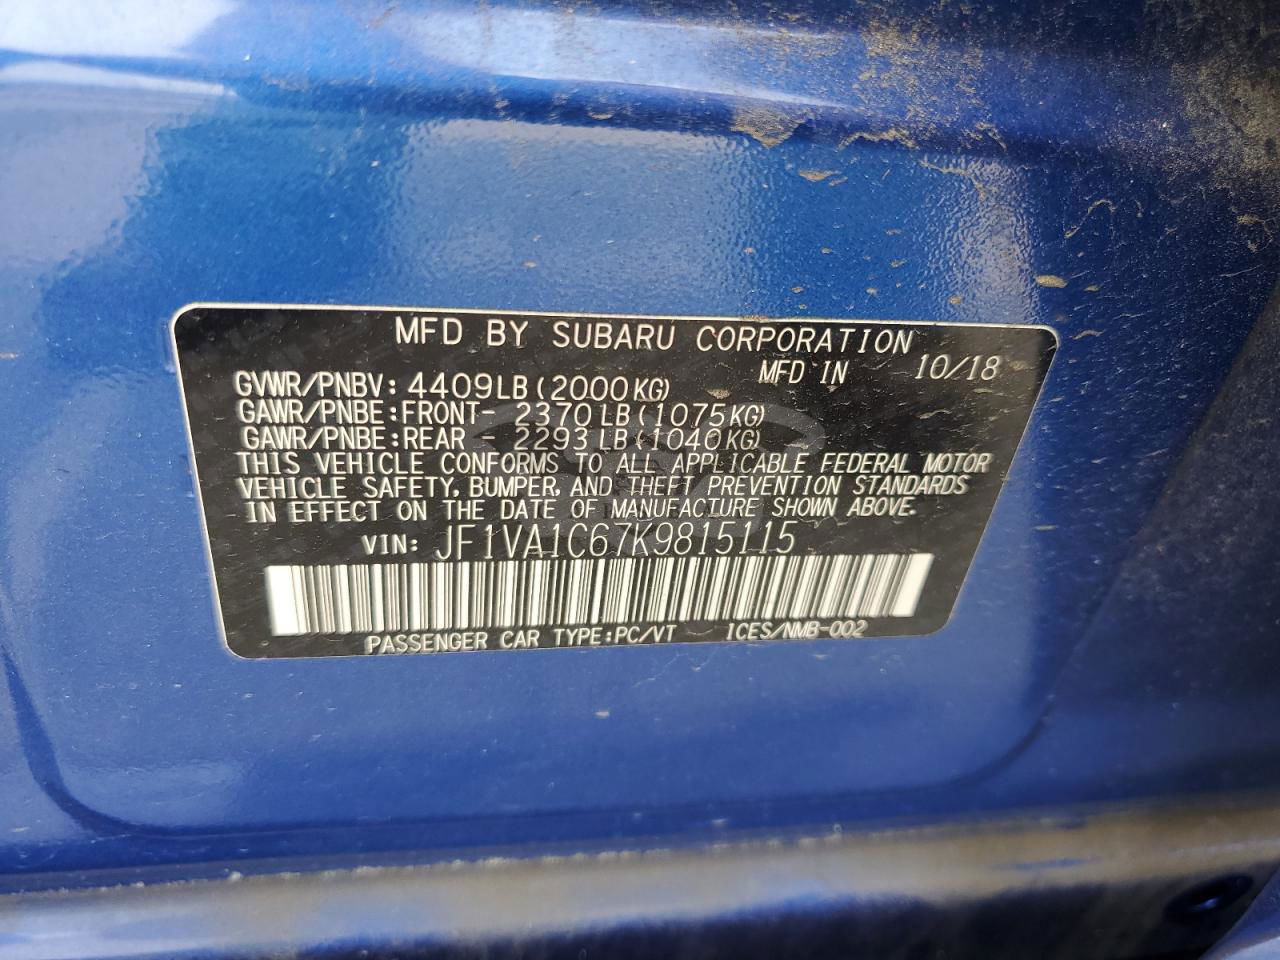 MFD BY SUBARU CORPORATION
MFD IN 10/18
GVWR/PNBV: 4409LB (2000KG)
GAWR/PNBE:FRONT- 2370LB (1075KG)
GAWR/PNBE:REAR - 2293LB (1040KG)
THIS VEHICLE CONFORMS TO ALL APPLICABLE FEDERAL MOTOR
VEHICLE SAFETY, BUMPER, AND THEFT PREVENTION STANDARDS
IN EFFECT ON THE DATE OF MANUFACTURE SHOWN ABOVE.
VIN: JF1VA1C67K9815115
PASSENGER CAR TYPE:PC/VT ICES/NMB-002